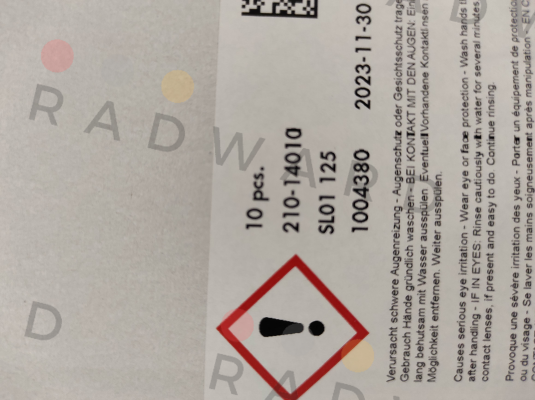 10 pcs.
210-14010
SL01 125
1004380 2023-11-30
Verursacht schwere Augenreizung - Augenschutz oder Gesichtsschutz
Gebrauch Hände gründlich waschen - BEI KONTAKT MIT DEN AUGEN:
lang behutsam mit Wasser ausspülen Eventuell Vorhandene Kontaktlinsen
Möglichkeit entfernen. Weiter ausspülen.
Causes serious eye irritation - Wear eye or face protection - Wash hands
after handling - IF IN EYES: Rinse cautiously with water for several minutes
contact lenses, if present and easy to do. Continue rinsing.
Provoque une sévère irritation des yeux - Porter un équipement de
ou du visage - Se laver les mains soigneusement après manipulation - EN
RADWAR
D
RAD